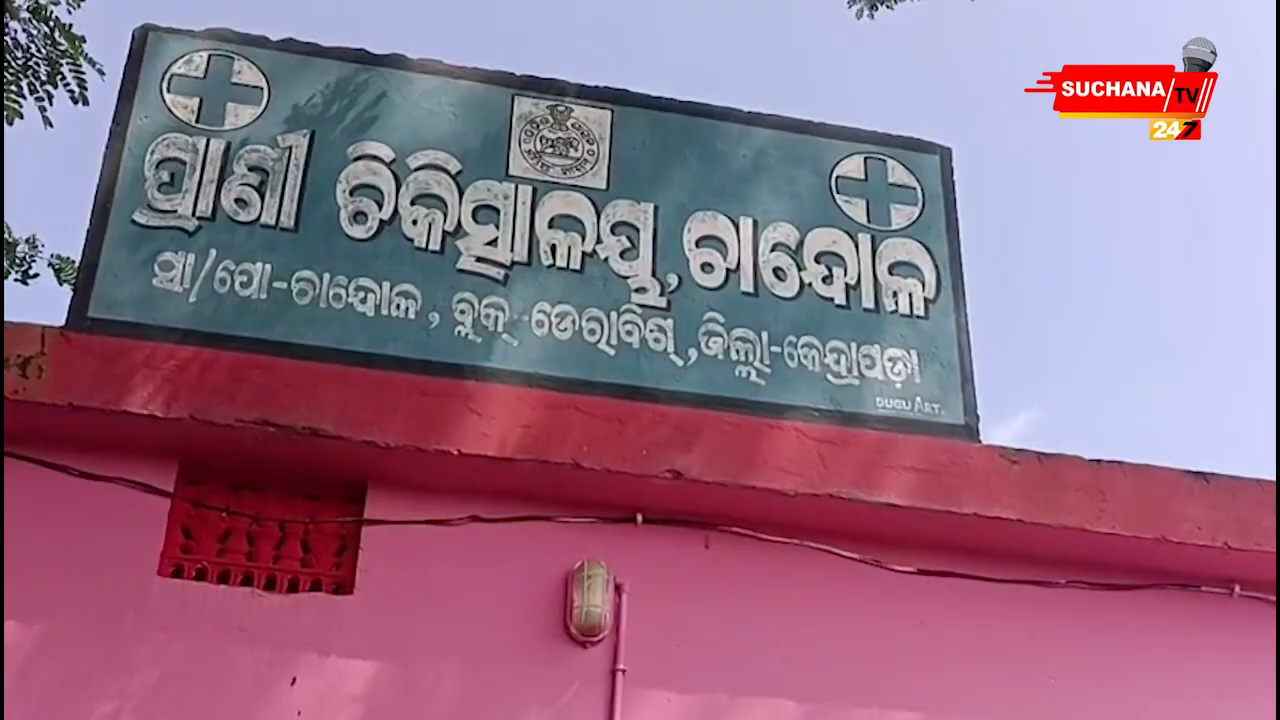 SUCHANA TV
24 7
ପ୍ରାଣୀ ଚିକିତ୍ସାଳୟ, ଚାନ୍ଦୋଳ
ସ୍ଥା/ପୋ-ଚାନ୍ଦୋଳ, ବ୍ଲକ୍-ଡେରାବିଶ୍, ଜିଲ୍ଲା-କେନ୍ଦ୍ରାପଡ଼ା
DUGU ART.